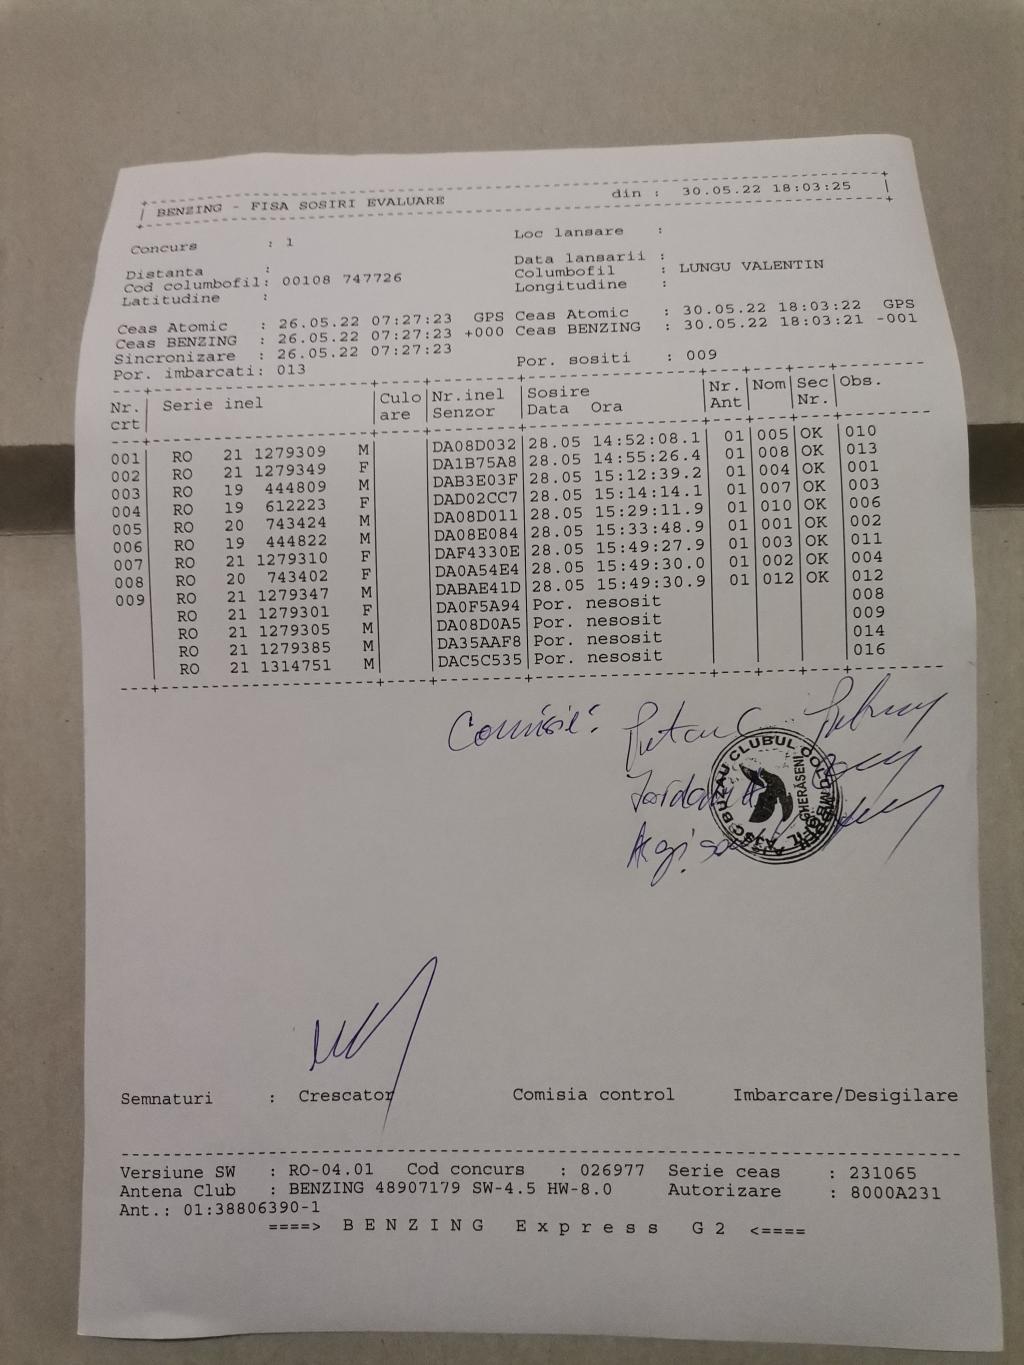 BENZING - FISA SOSIRI EVALUARE din : 30.05.22 18:03:25
Concurs : 1 Loc lansare :
Distanta : Data lansarii :
Cod columbofil: 00108 747726 Columbofil : LUNGU VALENTIN
Latitudine : Longitudine :
Ceas Atomic : 26.05.22 07:27:23 GPS Ceas Atomic : 30.05.22 18:03:22 GPS
Ceas BENZING : 26.05.22 07:27:23 +000 Ceas BENZING : 30.05.22 18:03:21 -001
Sincronizare : 26.05.22 07:27:23
Por. imbarcati: 013 Por. sositi : 009
Nr. Serie inel Culo Nr.inel Sosire Nr. Nom Sec Obs.
crt are Senzor Data Ora Ant Nr.
001 RO 21 1279309 M DA08D032 28.05 14:52:08.1 01 005 OK 010
002 RO 21 1279349 F DA1B75A8 28.05 14:55:26.4 01 008 OK 013
003 RO 19 444809 M DAB3E03F 28.05 15:12:39.2 01 004 OK 001
004 RO 19 612223 F DAD02CC7 28.05 15:14:14.1 01 007 OK 003
005 RO 20 743424 M DA08D011 28.05 15:29:11.9 01 010 OK 006
006 RO 19 444822 M DA08E084 28.05 15:33:48.9 01 001 OK 002
007 RO 21 1279310 F DAF4330E 28.05 15:49:27.9 01 003 OK 011
008 RO 20 743402 F DA0A54E4 28.05 15:49:30.0 01 002 OK 004
009 RO 21 1279347 M DABAE41D 28.05 15:49:30.9 01 012 OK 012
RO 21 1279301 F DA0F5A94 Por. nesosit 008
RO 21 1279305 M DA08D0A5 Por. nesosit 009
RO 21 1279385 M DA35AAF8 Por. nesosit 014
RO 21 1314751 M DAC5C535 Por. nesosit 016
Comisie:
BUZAU CLUBUL
GHERĂSENI
Semnaturi : Crescator Comisia control Imbarcare/Desigilare
Versiune SW : RO-04.01 Cod concurs : 026977 Serie ceas : 231065
Antena Club : BENZING 48907179 SW-4.5 HW-8.0 Autorizare : 8000A231
Ant.: 01:38806390-1
====> BENZING Express G2 <====